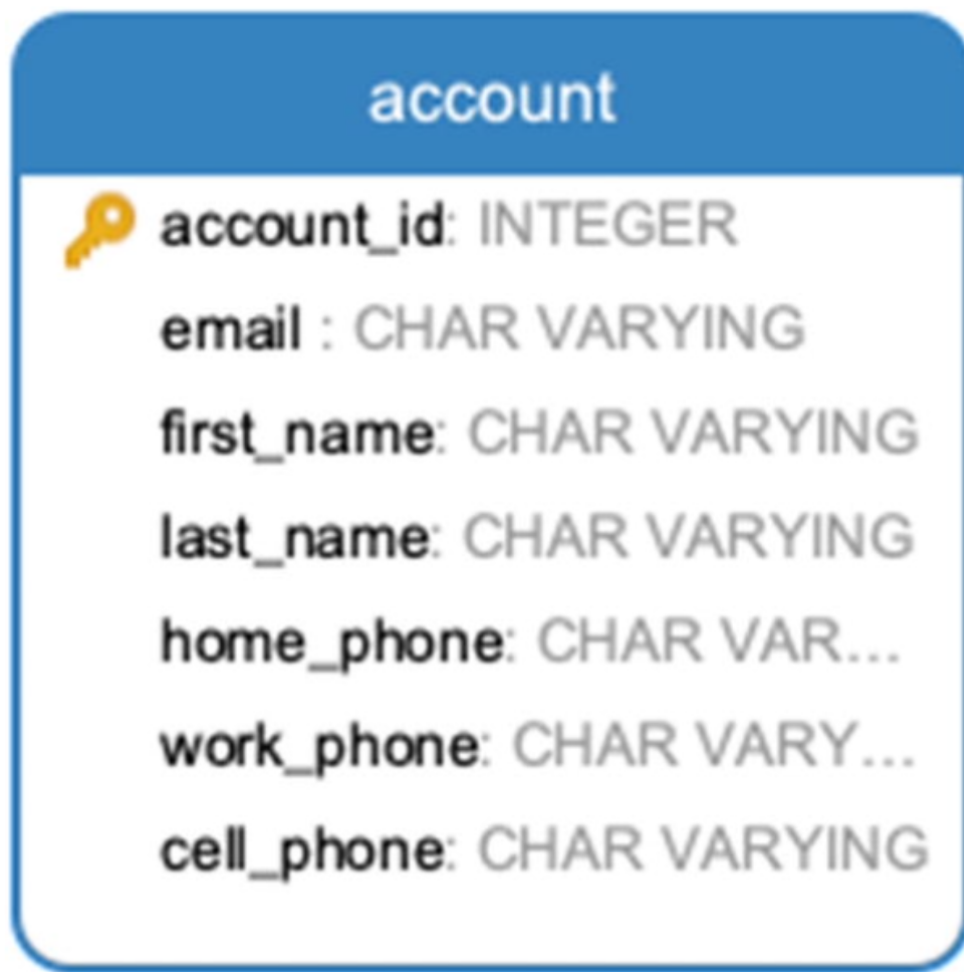 account
account_id: INTEGER
email : CHAR VARYING
first_name: CHAR VARYING
last_name: CHAR VARYING
home_phone: CHAR VAR...
work_phone: CHAR VARY...
cell_phone: CHAR VARYING